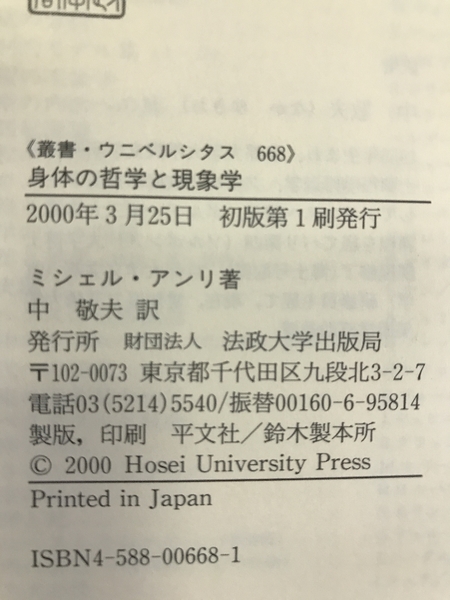 《叢書・ウニベルシタス 668》
身体の哲学と現象学
2000年3月25日 初版第1刷発行
ミシェル・アンリ著
中 敬夫 訳
発行所 財団法人 法政大学出版局
〒102-0073 東京都千代田区九段北3-2-7
電話03(5214)5540/振替00160-6-95814
製版,印刷 平文社/鈴木製本所
© 2000 Hosei University Press
Printed in Japan
ISBN4-588-00668-1